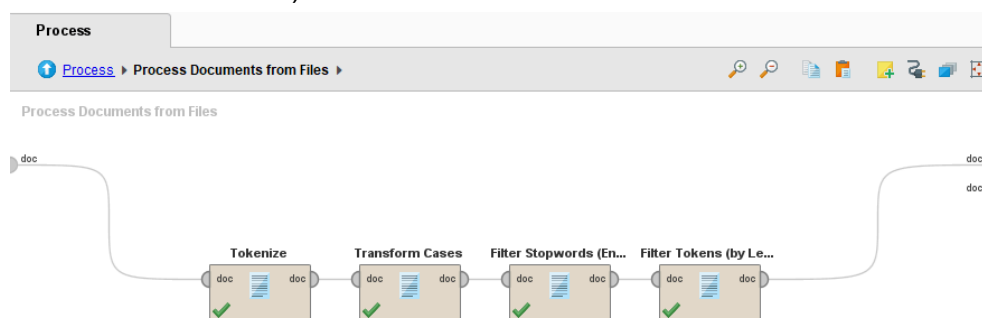 Process
Process Process Documents from Files
Process Documents from Files
doc doc
doc
Tokenize Transform Cases Filter Stopwords (En... Filter Tokens (by Le...
doc doc doc doc doc doc doc doc